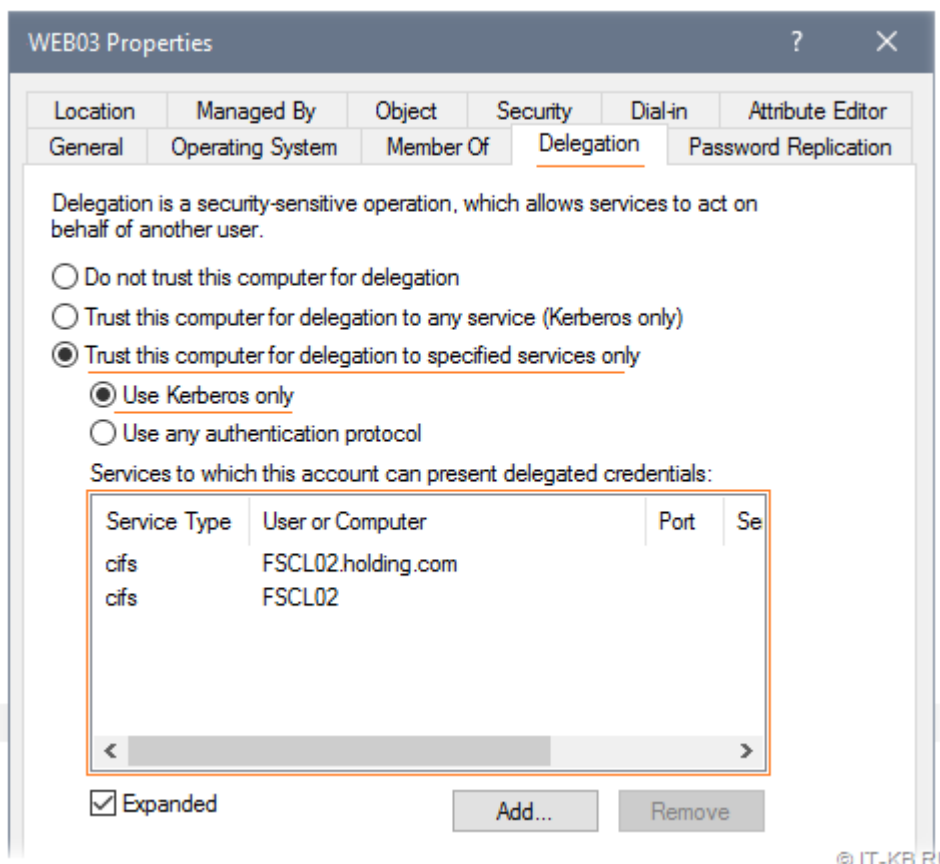 WEB03 Properties
Location Managed By Object Security Dial-in Attribute Editor
General Operating System Member Of Delegation Password Replication
Delegation is a security-sensitive operation, which allows services to act on
behalf of another user.
Do not trust this computer for delegation
Trust this computer for delegation to any service (Kerberos only)
Trust this computer for delegation to specified services only
Use Kerberos only
Use any authentication protocol
Services to which this account can present delegated credentials:
Service Type User or Computer Port Se
cifs FSCL02.holding.com
cifs FSCL02
Expanded Add... Remove
© IT-KB.RU